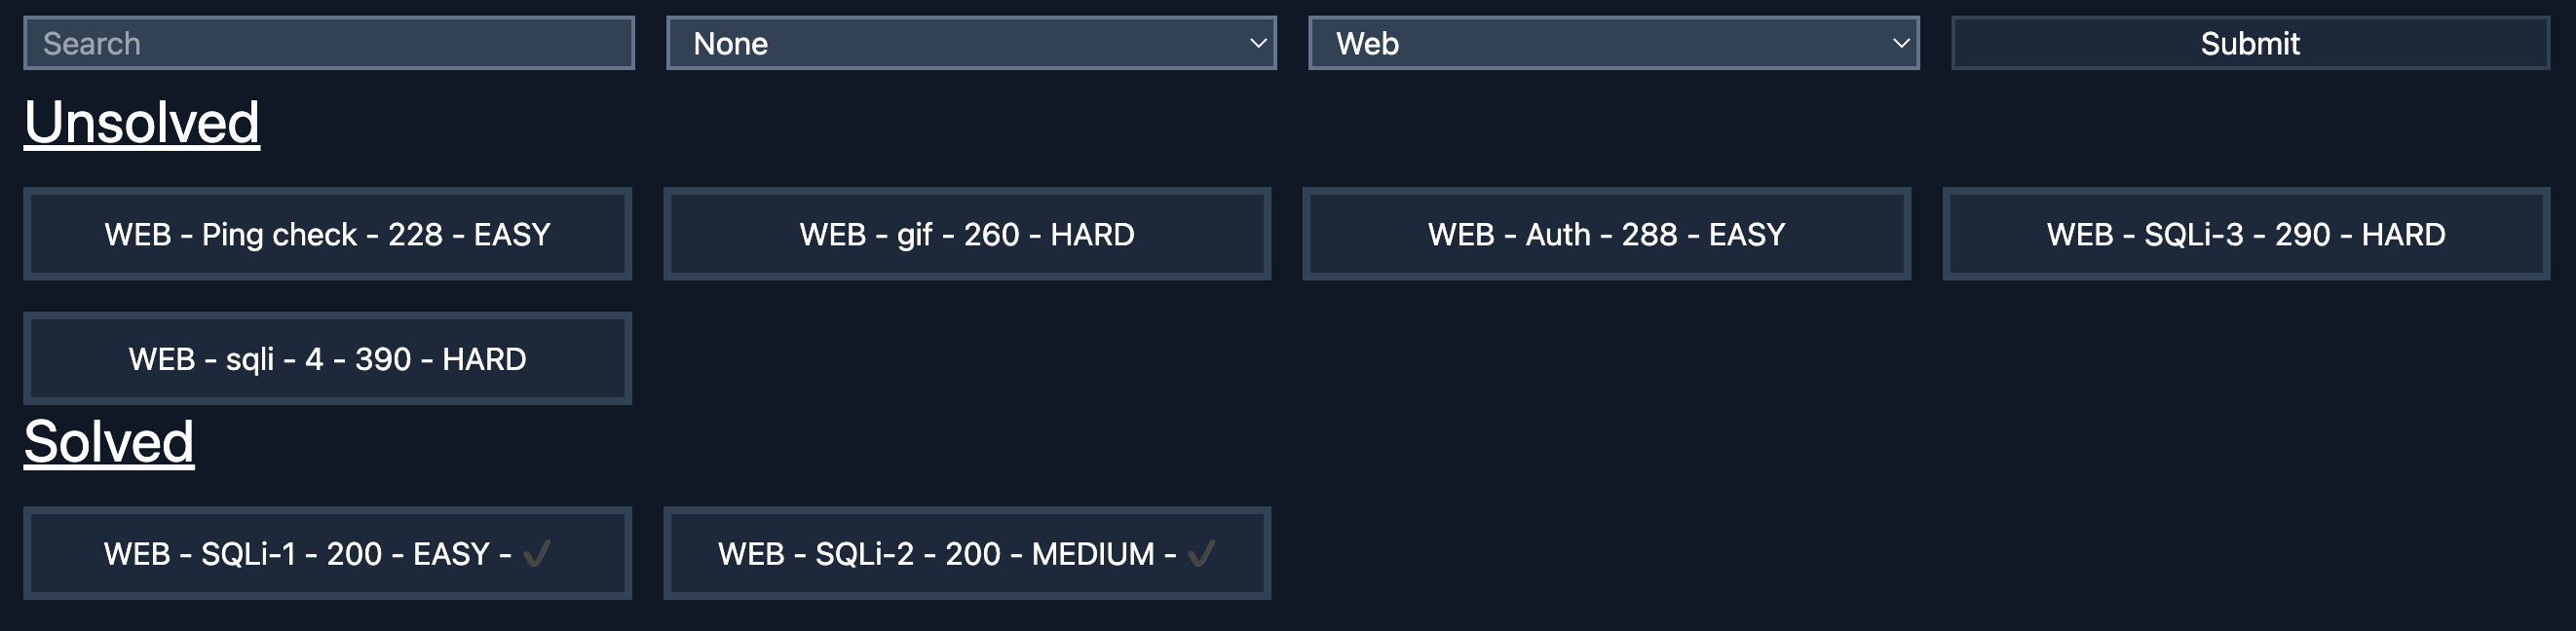 Search
None
Web
Submit
Unsolved
WEB - Ping check - 228 - EASY
WEB - gif - 260 - HARD
WEB - Auth - 288 - EASY
WEB - SQLi-3 - 290 - HARD
WEB - sqli - 4 - 390 - HARD
Solved
WEB - SQLi-1 - 200 - EASY - ✔
WEB - SQLi-2 - 200 - MEDIUM - ✔